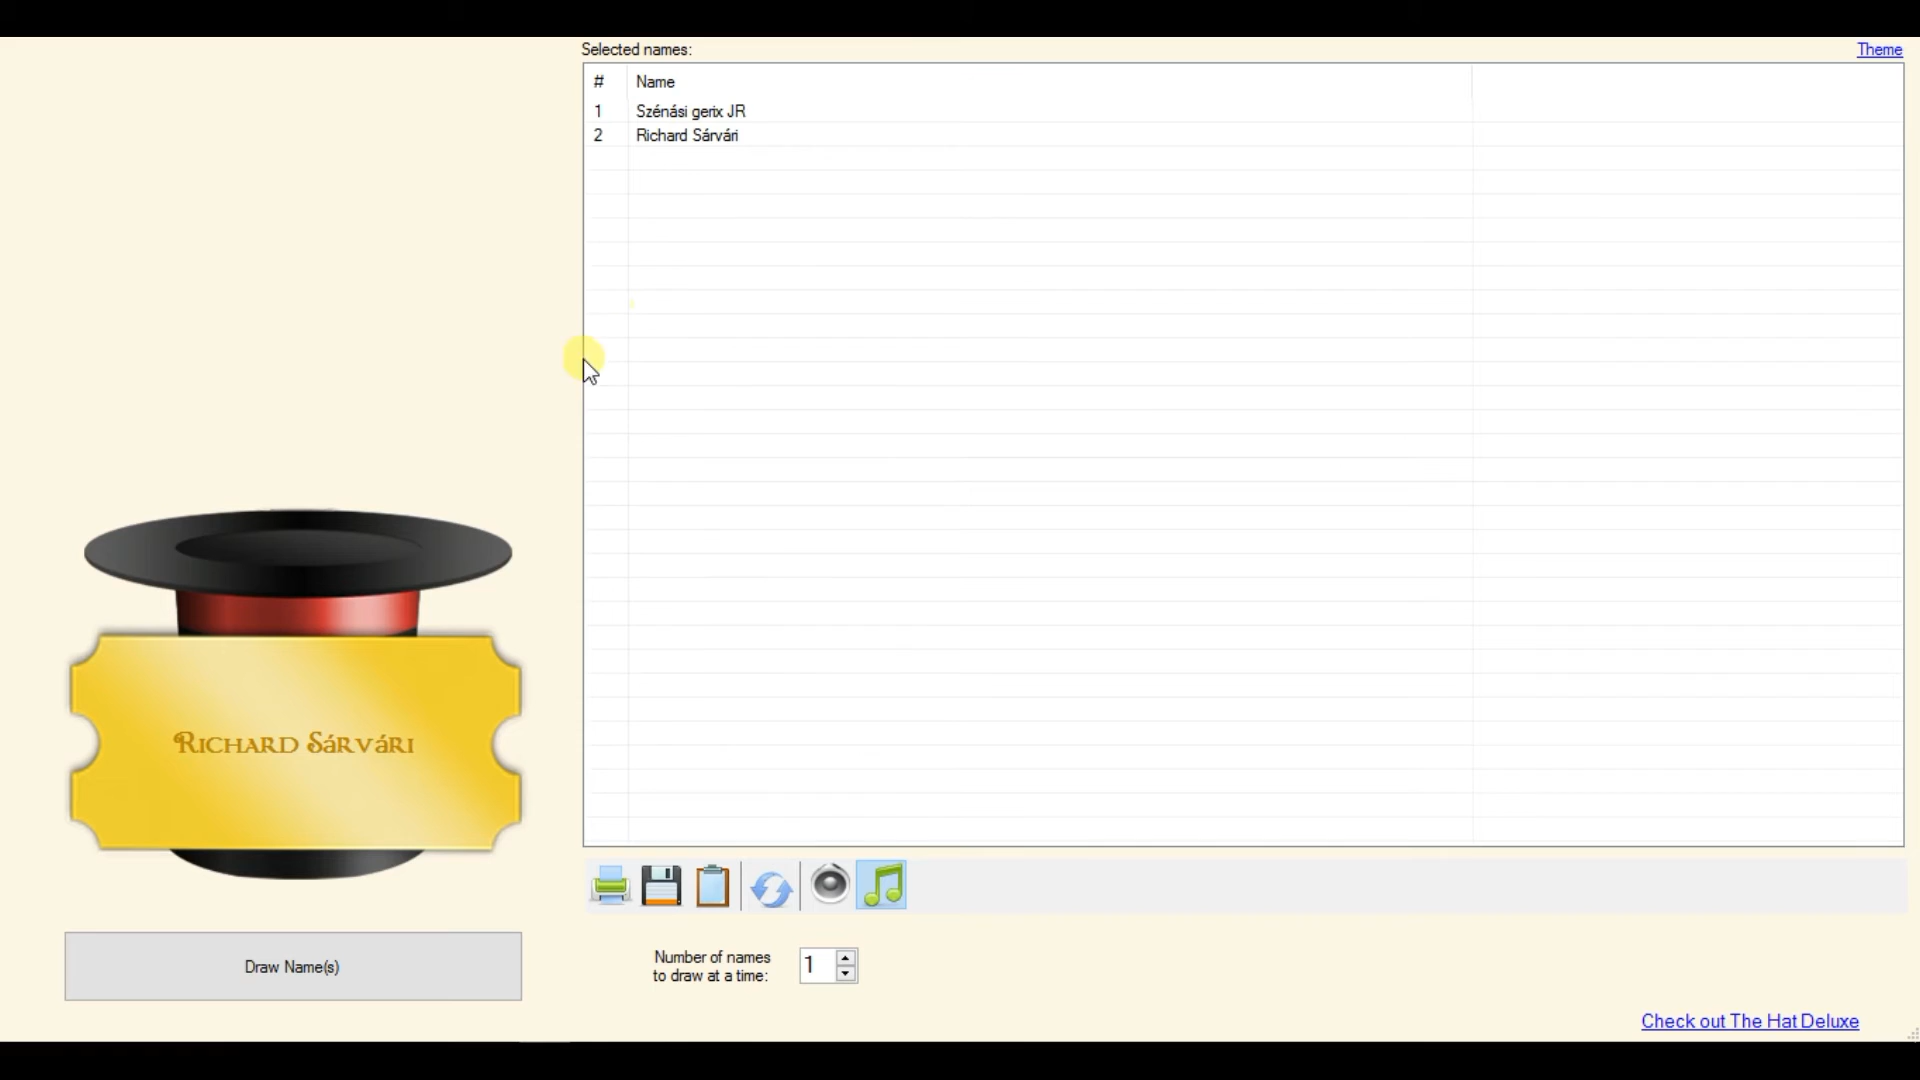 Selected names:
Theme
# Name
1 Szénási gerix JR
2 Richard Sárvári
Richard Sárvári
Draw Name(s)
Number of names
to draw at a time:
1
Check out The Hat Deluxe